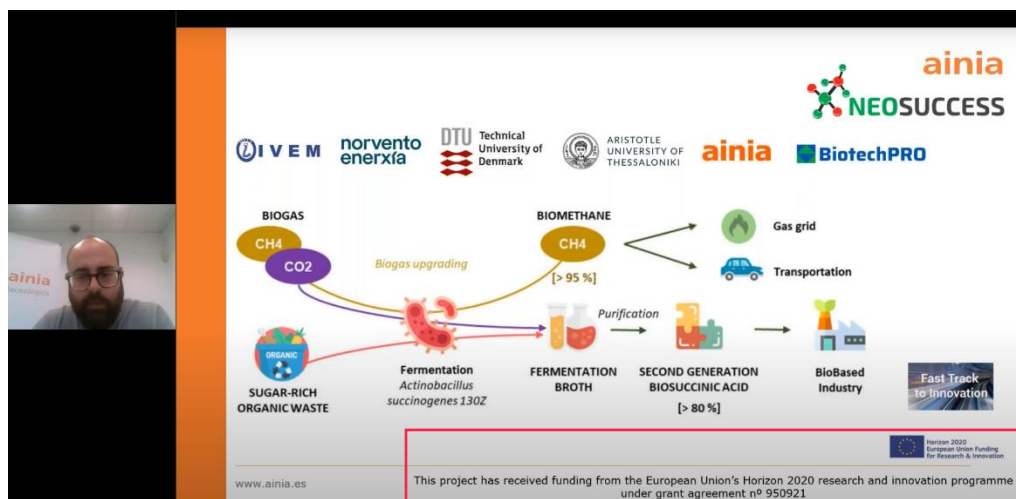 ainia
NEOSUCCESS
IVEM
norvento
enerxía
DTU
Technical
University of
Denmark
ARISTOTLE
UNIVERSITY OF
THESSALONIKI
ainia
BiotechPRO
BIOGAS
CH4
CO2
Biogas upgrading
BIOMETHANE
CH4
[> 95 %]
Gas grid
Transportation
ainia
tecnológico
ORGANIC
SUGAR-RICH
ORGANIC WASTE
Fermentation
Actinobacillus
succinogenes 130Z
FERMENTATION
BROTH
Purification
SECOND GENERATION
BIOSUCCINIC ACID
[> 80 %]
BioBased
Industry
Fast Track
to Innovation
Horizon 2020
European Union Funding
for Research & Innovation
www.ainia.es
This project has received funding from the European Union's Horizon 2020 research and innovation programme
under grant agreement nº 950921